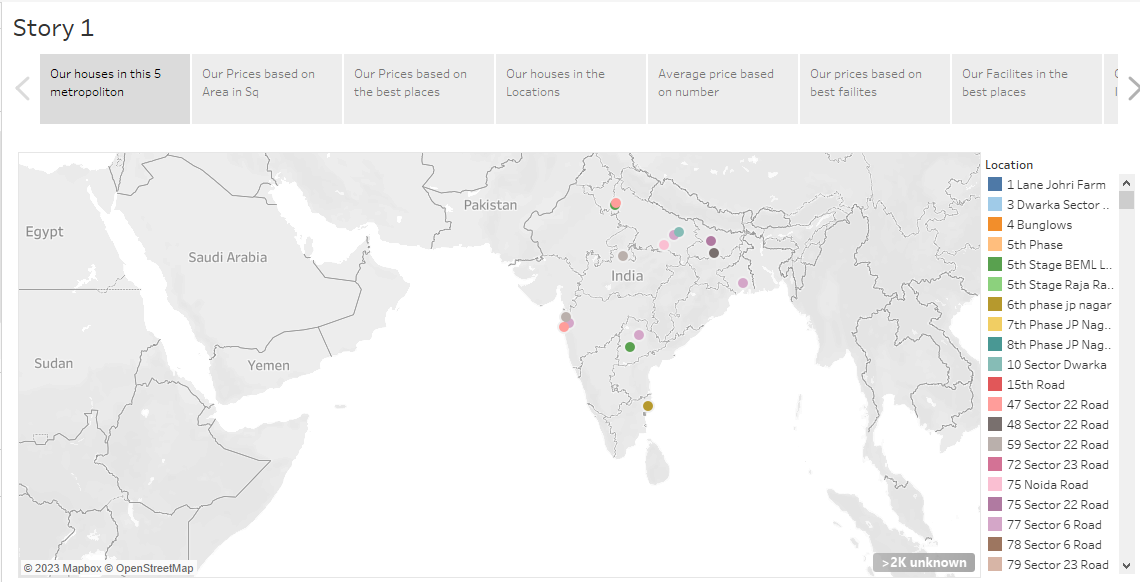 Story 1
Our houses in this 5
metropoliton
Our Prices based on
Area in Sq
Our Prices based on
the best places
Our houses in the
Locations
Average price based
on number
Our prices based on
best failites
Our Facilites in the
best places
Egypt
Saudi Arabia
Pakistan
India
Sudan
Yemen
© 2023 Mapbox © OpenStreetMap
>2K unknown
Location
1 Lane Johri Farm
3 Dwarka Sector ..
4 Bunglows
5th Phase
5th Stage BEML L..
5th Stage Raja Ra..
6th phase jp nagar
7th Phase JP Nag..
8th Phase JP Nag..
10 Sector Dwarka
15th Road
47 Sector 22 Road
48 Sector 22 Road
59 Sector 22 Road
72 Sector 23 Road
75 Noida Road
75 Sector 22 Road
77 Sector 6 Road
78 Sector 6 Road
79 Sector 23 Road